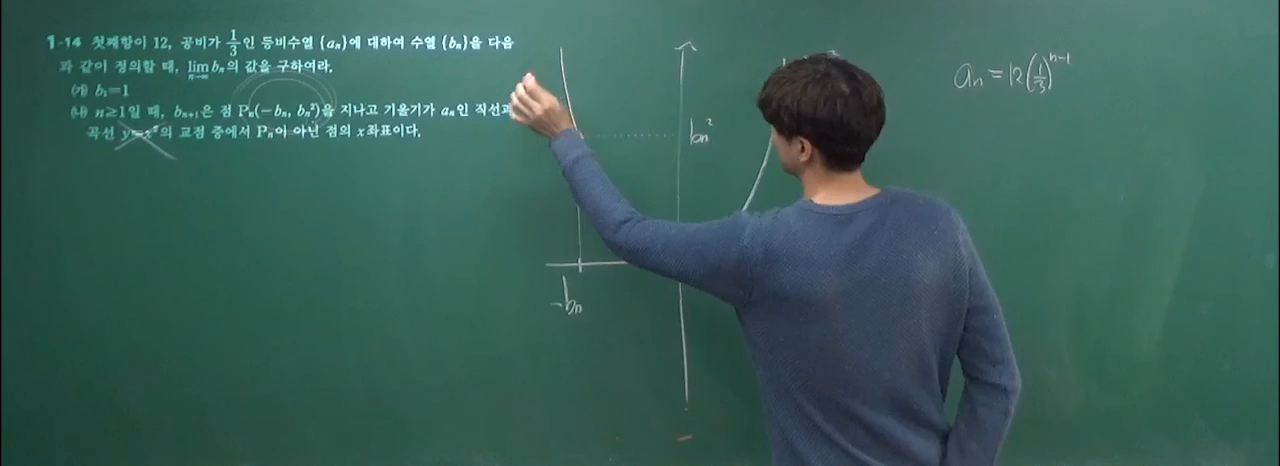 1-14 첫째항이 12, 공비가 1/3인 등비수열 {aₙ}에 대하여 수열 {bₙ}을 다음
과 같이 정의할 때, lim n→∞ bₙ의 값을 구하여라.
㈎ b₁=1
㈏ n≥1일 때, bₙ₊₁은 점 Pₙ(−bₙ, bₙ²)을 지나고 기울기가 aₙ인 직선과
곡선 y=x²의 교점 중에서 Pₙ이 아닌 점의 x좌표이다.
bn²
-bn
aₙ = 12(1/3)ⁿ⁻¹